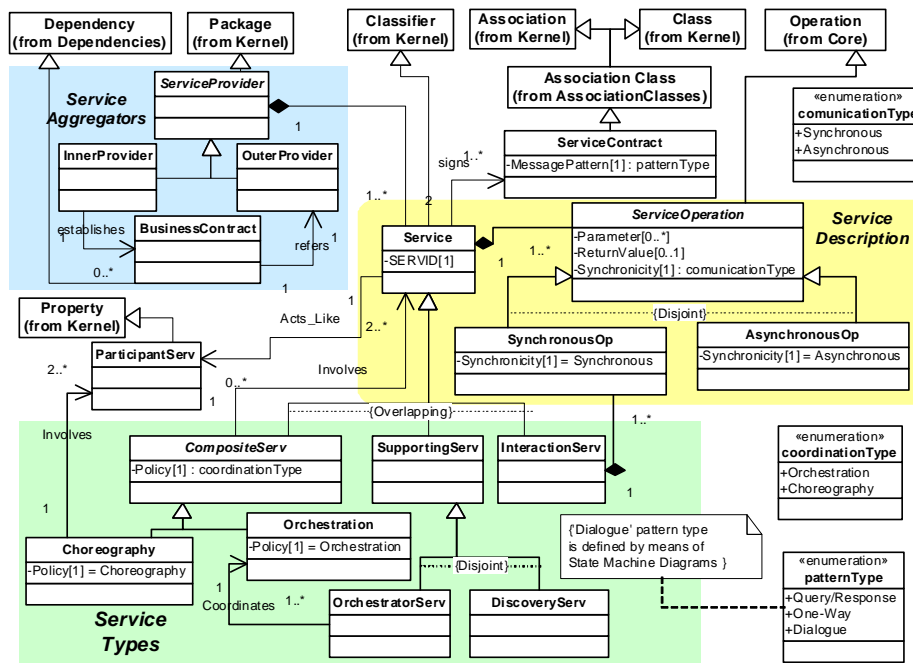 Dependency
(from Dependencies)
Package
(from Kernel)
Classifier
(from Kernel)
Association
(from Kernel)
Class
(from Kernel)
Operation
(from Core)
Service
Aggregators
ServiceProvider
1
InnerProvider
OuterProvider
establishes
1
BusinessContract
refers
1
0..*
1
Association Class
(from AssociationClasses)
ServiceContract
-MessagePattern[1] : patternType
signs
1..*
1..*
2
«enumeration»
comunicationType
+Synchronous
+Asynchronous
Service
Description
Service
-SERVID[1]
1
1..*
ServiceOperation
-Parameter[0..*]
-ReturnValue[0..1]
-Synchronicity[1] : comunicationType
{Disjoint}
SynchronousOp
-Synchronicity[1] = Synchronous
AsynchronousOp
-Synchronicity[1] = Asynchronous
Property
(from Kernel)
Acts_Like
1
2..*
ParticipantServ
2..*
1
0..*
Involves
{Overlapping}
1..*
Involves
1
CompositeServ
-Policy[1] : coordinationType
SupportingServ
InteractionServ
1
«enumeration»
coordinationType
+Orchestration
+Choreography
Choreography
-Policy[1] = Choreography
Orchestration
-Policy[1] = Orchestration
1
Coordinates
1..*
{Disjoint}
OrchestratorServ
DiscoveryServ
Service
Types
{'Dialogue' pattern type
is defined by means of
State Machine Diagrams }
«enumeration»
patternType
+Query/Response
+One-Way
+Dialogue